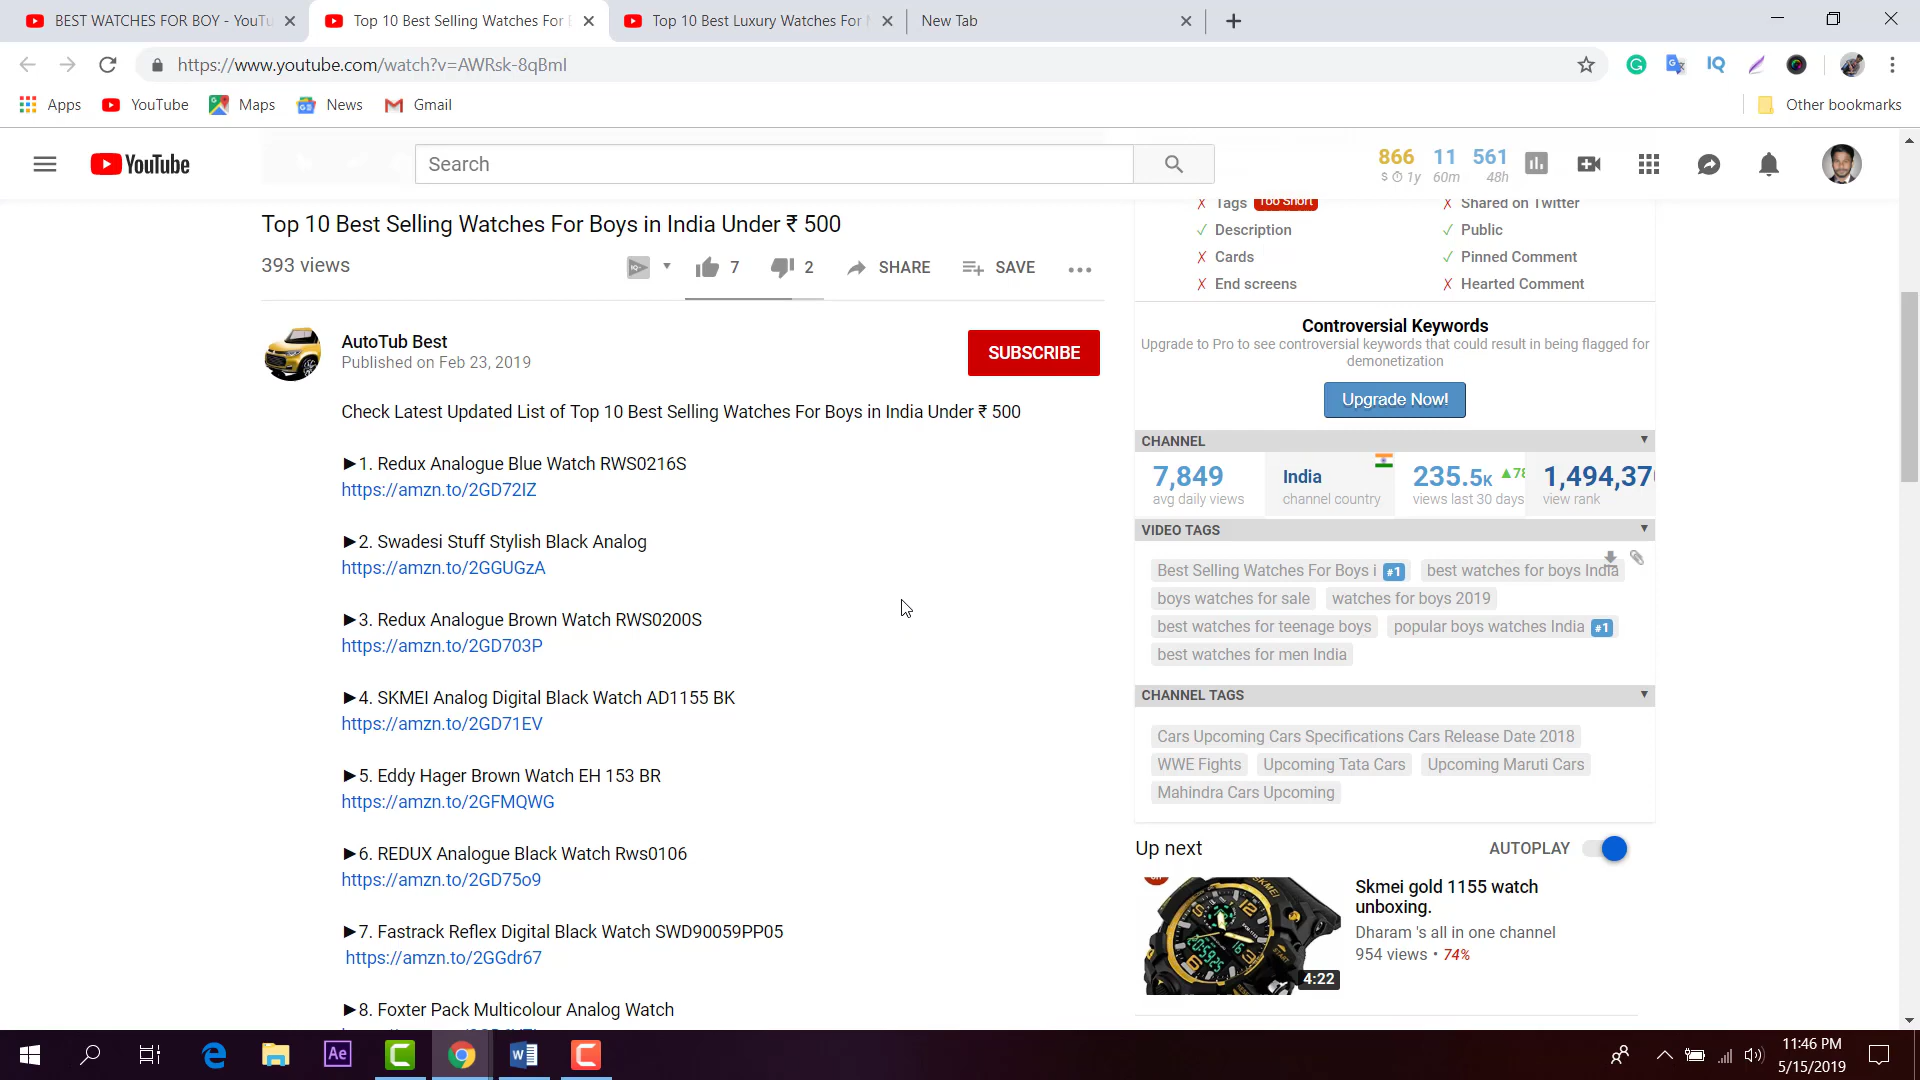 BEST WATCHES FOR BOY - YouTu
Top 10 Best Selling Watches For
Top 10 Best Luxury Watches For
New Tab
https://www.youtube.com/watch?v=AWRsk-8qBmI
Apps
YouTube
Maps
News
Gmail
Other bookmarks
YouTube
Search
866 11 561
$ 1y 60m 48h
Top 10 Best Selling Watches For Boys in India Under ₹ 500
393 views
7
2
SHARE
SAVE
AutoTub Best
Published on Feb 23, 2019
SUBSCRIBE
Check Latest Updated List of Top 10 Best Selling Watches For Boys in India Under ₹ 500
►1. Redux Analogue Blue Watch RWS0216S
https://amzn.to/2GD72IZ
►2. Swadesi Stuff Stylish Black Analog
https://amzn.to/2GGUGzA
►3. Redux Analogue Brown Watch RWS0200S
https://amzn.to/2GD703P
►4. SKMEI Analog Digital Black Watch AD1155 BK
https://amzn.to/2GD71EV
►5. Eddy Hager Brown Watch EH 153 BR
https://amzn.to/2GFMQWG
►6. REDUX Analogue Black Watch Rws0106
https://amzn.to/2GD75o9
►7. Fastrack Reflex Digital Black Watch SWD90059PP05
https://amzn.to/2GGdr67
►8. Foxter Pack Multicolour Analog Watch
✗ Tags Too Short
✗ Shared on Twitter
✓ Description
✓ Public
✗ Cards
✓ Pinned Comment
✗ End screens
✗ Hearted Comment
Controversial Keywords
Upgrade to Pro to see controversial keywords that could result in being flagged for
demonetization
Upgrade Now!
CHANNEL
7,849 India 235.5K ▲78 1,494,370
avg daily views channel country views last 30 days view rank
VIDEO TAGS
Best Selling Watches For Boys i #1 best watches for boys India
boys watches for sale watches for boys 2019
best watches for teenage boys popular boys watches India #1
best watches for men India
CHANNEL TAGS
Cars Upcoming Cars Specifications Cars Release Date 2018
WWE Fights Upcoming Tata Cars Upcoming Maruti Cars
Mahindra Cars Upcoming
Up next
AUTOPLAY
Skmei gold 1155 watch
unboxing.
Dharam 's all in one channel
954 views • 74%
4:22
Ae
11:46 PM
5/15/2019